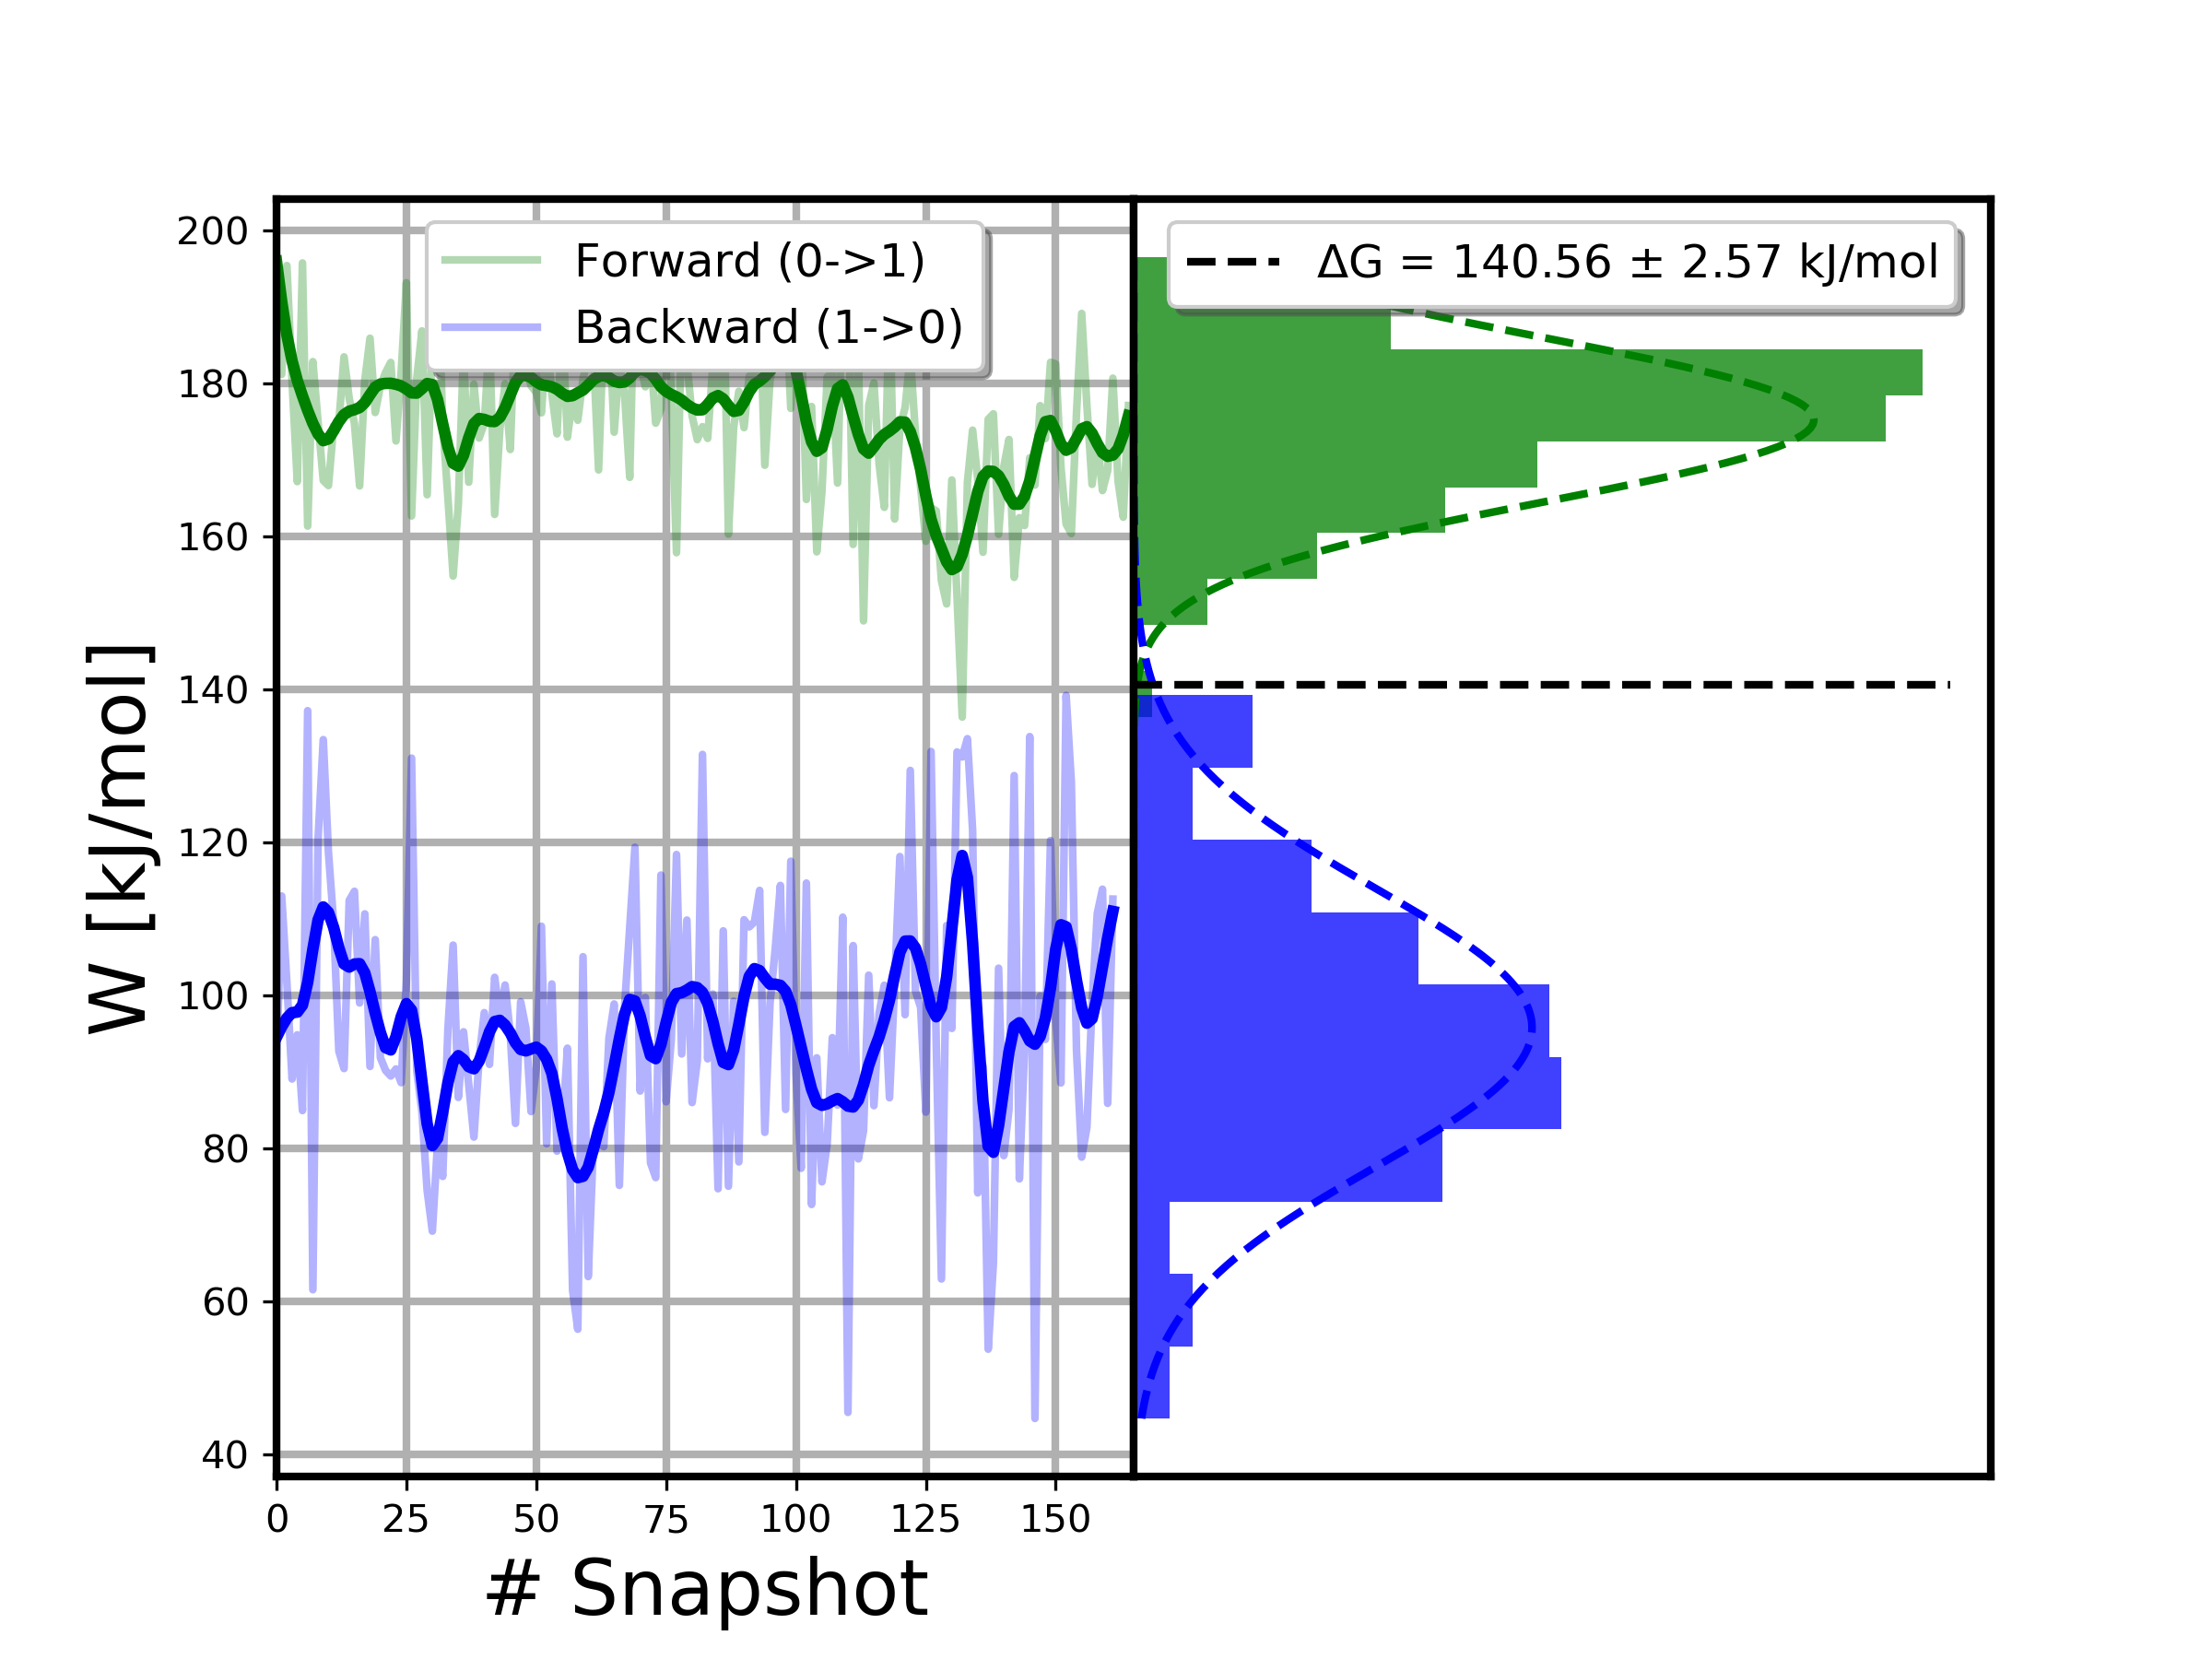 Forward (0->1)
Backward (1->0)
ΔG = 140.56 ± 2.57 kJ/mol
W [kJ/mol]
200
180
160
140
120
100
80
60
40
0 25 50 75 100 125 150
# Snapshot